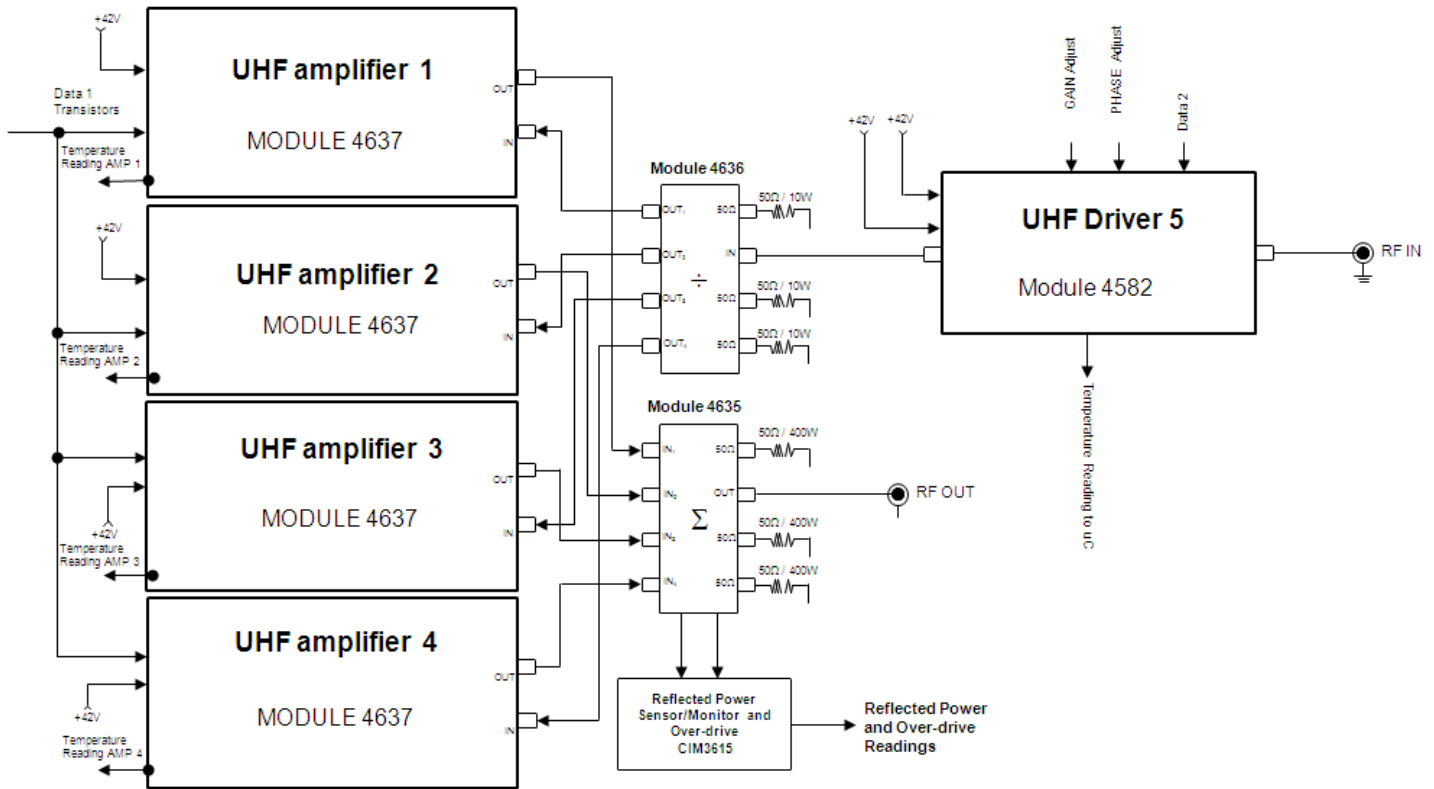 +42V
UHF amplifier 1
OUT
Data 1
Transistors
MODULE 4637
IN
Temperature
Reading AMP 1
+42V
UHF amplifier 2
OUT
MODULE 4637
IN
Temperature
Reading AMP 2
UHF amplifier 3
OUT
MODULE 4637
IN
+42V
Temperature
Reading AMP 3
UHF amplifier 4
OUT
MODULE 4637
IN
+42V
Temperature
Reading AMP 4
Module 4636
OUT₁
50Ω
50Ω / 10W
IN
÷
50Ω
50Ω / 10W
OUT₄
50Ω
50Ω / 10W
Module 4635
IN₁
50Ω
50Ω / 400W
OUT
RF OUT
Σ
50Ω
50Ω / 400W
IN₄
50Ω
50Ω / 400W
Reflected Power
Sensor/Monitor and
Over-drive
CIM3615
Reflected Power
and Over-drive
Readings
+42V
+42V
GAIN Adjust
PHASE Adjust
Data 2
UHF Driver 5
Module 4582
RF IN
Temperature Reading to uC